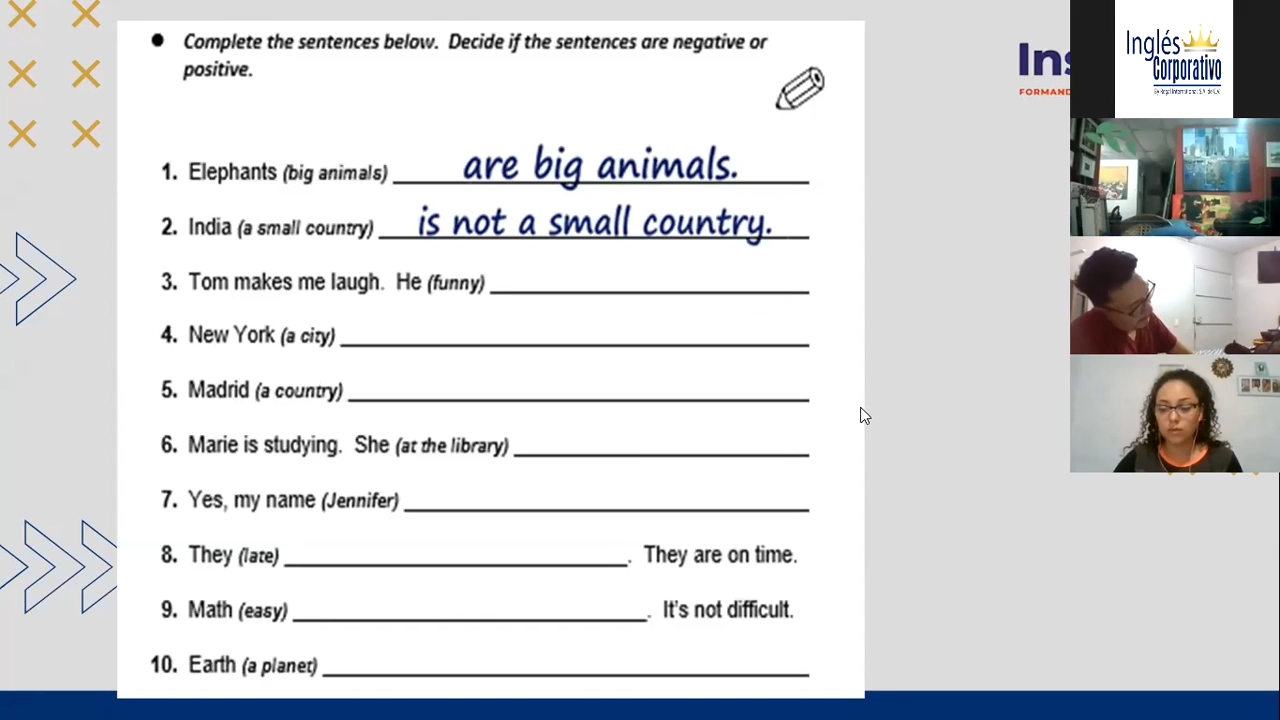 Complete the sentences below. Decide if the sentences are negative or
positive.
1. Elephants (big animals) are big animals.
2. India (a small country) is not a small country.
3. Tom makes me laugh. He (funny)
4. New York (a city)
5. Madrid (a country)
6. Marie is studying. She (at the library)
7. Yes, my name (Jennifer)
8. They (late) . They are on time.
9. Math (easy) . It's not difficult.
10. Earth (a planet)
Ins
FORMAND
Inglés
Corporativo